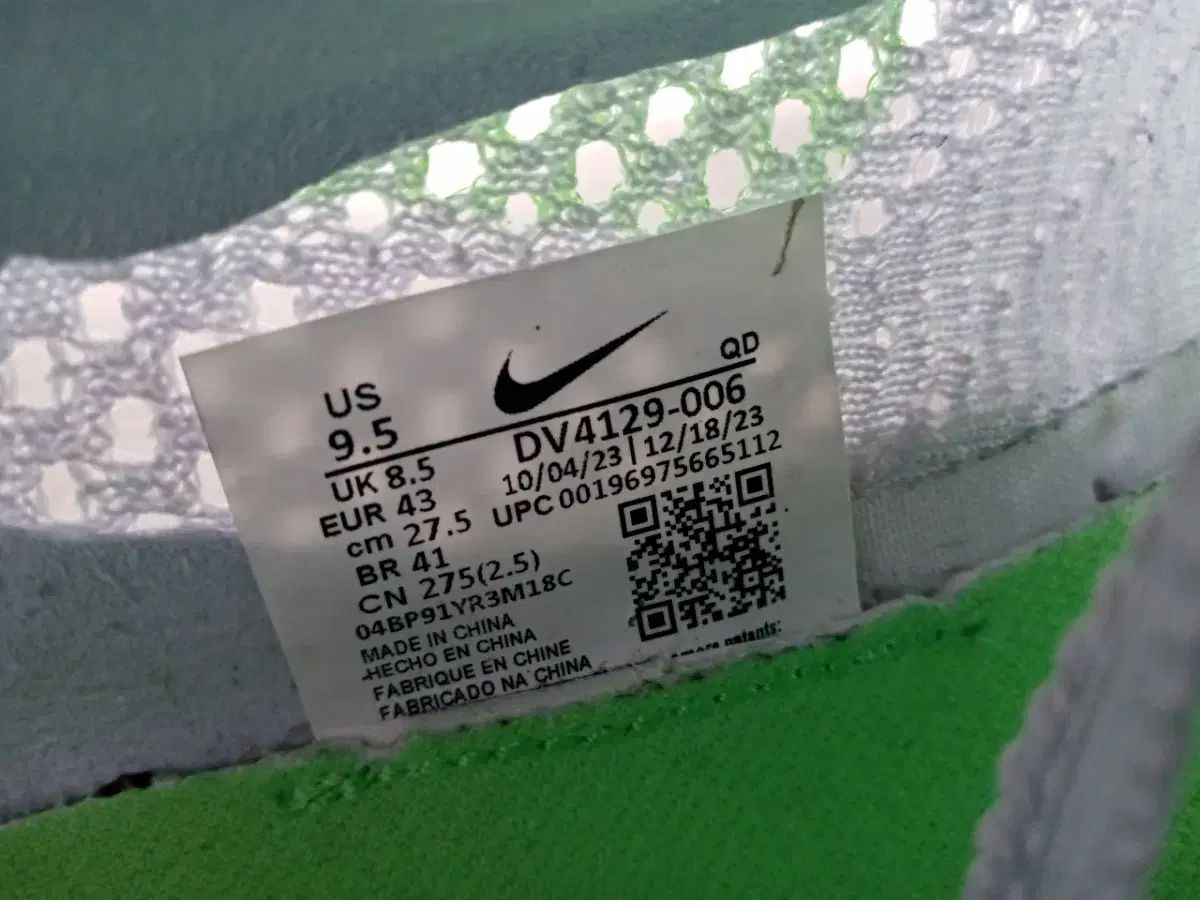 US
9.5
QD
DV4129-006
UK 8.5
10/04/23 | 12/18/23
EUR 43
UPC 00196975665112
cm 27.5
BR 41
CN 275(2.5)
04BP91YR3M18C
MADE IN CHINA
HECHO EN CHINA
FABRIQUE EN CHINE
FABRICADO NA CHINA
patents: